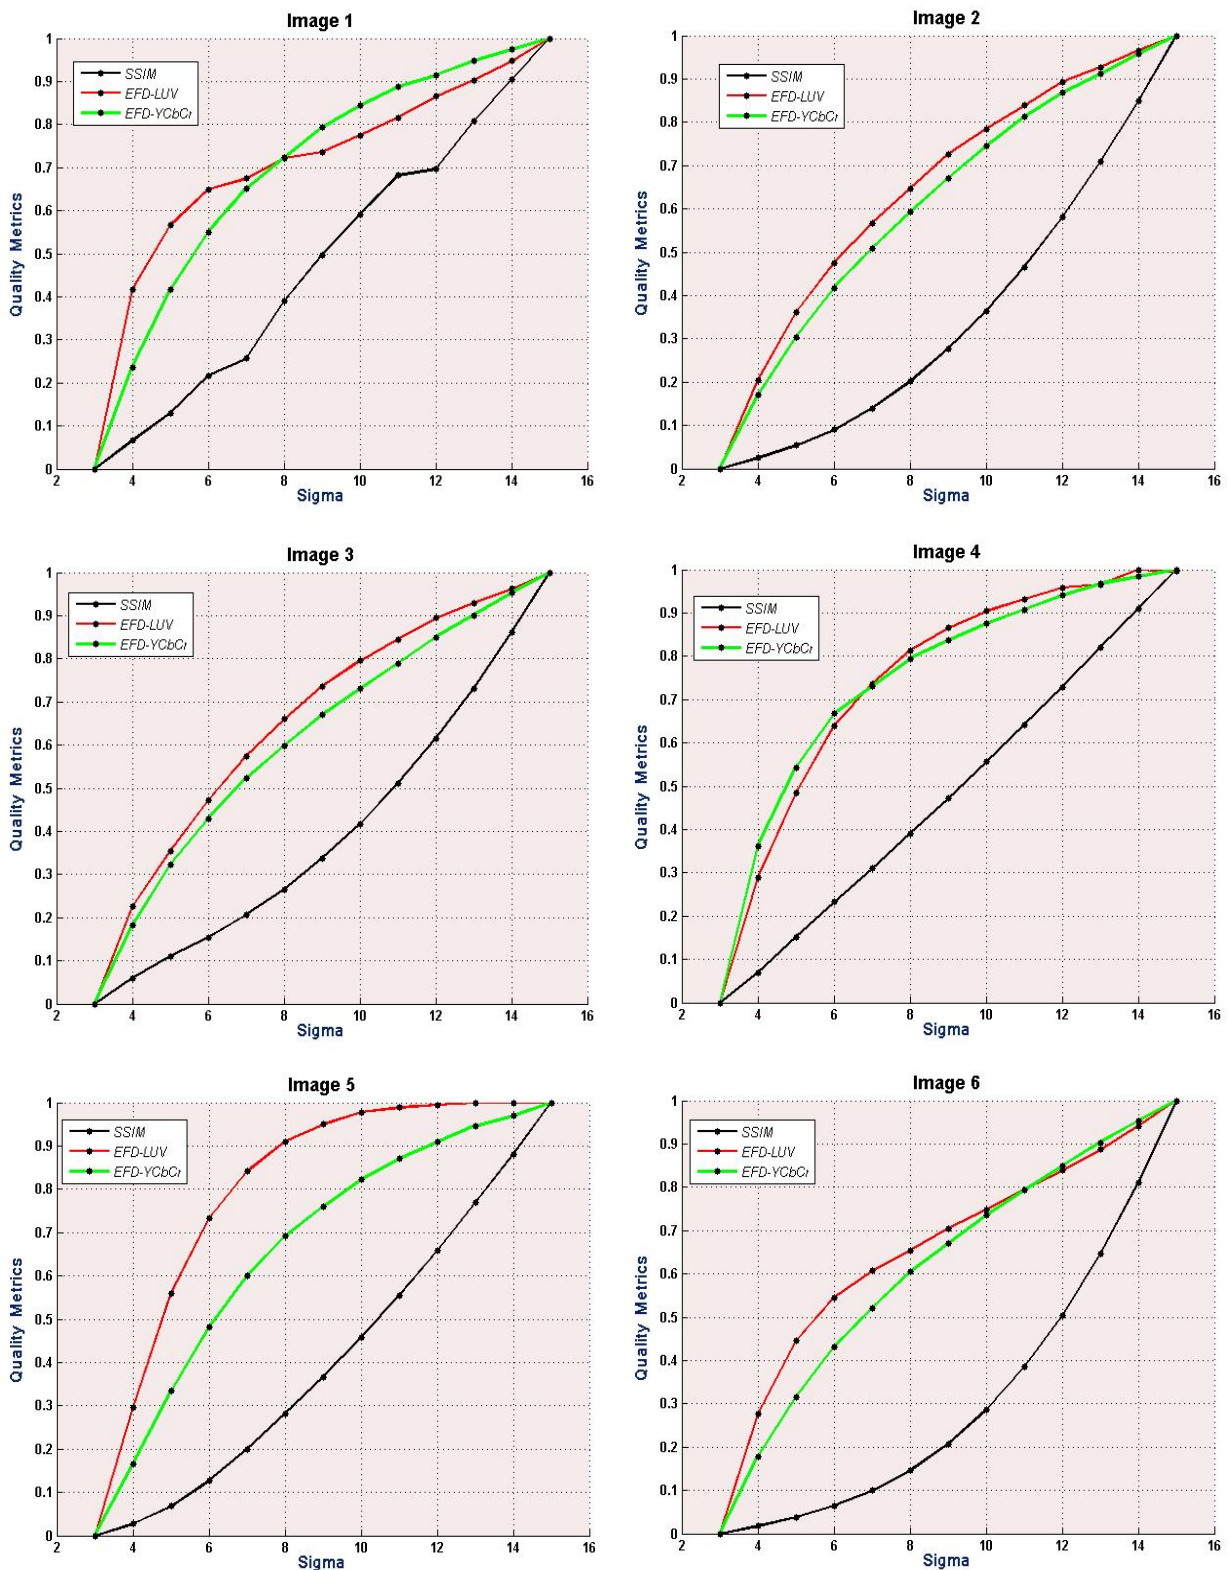 Image 1
1
0.9
0.8
0.7
0.6
0.5
0.4
0.3
0.2
0.1
0
Quality Metrics
SSIM
EFD-LUV
EFD-YCbCr
2 4 6 8 10 12 14 16
Sigma
Image 2
1
0.9
0.8
0.7
0.6
0.5
0.4
0.3
0.2
0.1
0
Quality Metrics
SSIM
EFD-LUV
EFD-YCbCr
2 4 6 8 10 12 14 16
Sigma
Image 3
1
0.9
0.8
0.7
0.6
0.5
0.4
0.3
0.2
0.1
0
Quality Metrics
SSIM
EFD-LUV
EFD-YCbCr
2 4 6 8 10 12 14 16
Sigma
Image 4
1
0.9
0.8
0.7
0.6
0.5
0.4
0.3
0.2
0.1
0
Quality Metrics
SSIM
EFD-LUV
EFD-YCbCr
2 4 6 8 10 12 14 16
Sigma
Image 5
1
0.9
0.8
0.7
0.6
0.5
0.4
0.3
0.2
0.1
0
Quality Metrics
SSIM
EFD-LUV
EFD-YCbCr
2 4 6 8 10 12 14 16
Sigma
Image 6
1
0.9
0.8
0.7
0.6
0.5
0.4
0.3
0.2
0.1
0
Quality Metrics
SSIM
EFD-LUV
EFD-YCbCr
2 4 6 8 10 12 14 16
Sigma